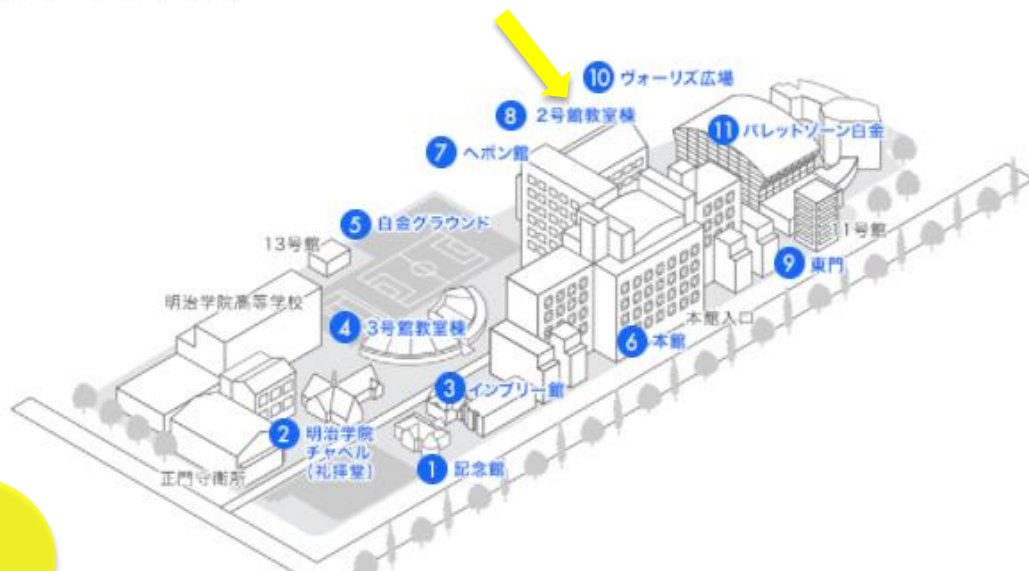 10 ヴォーリズ広場
8 2号館教室棟
11 パレットゾーン白金
7 ヘボン館
5 白金グラウンド
13号館
11号館
9 東門
明治学院高等学校
本館入口
4 3号館教室棟
6 本館
3 インブリー館
2 明治学院
チャペル
(礼拝堂)
正門守衛所
1 記念館